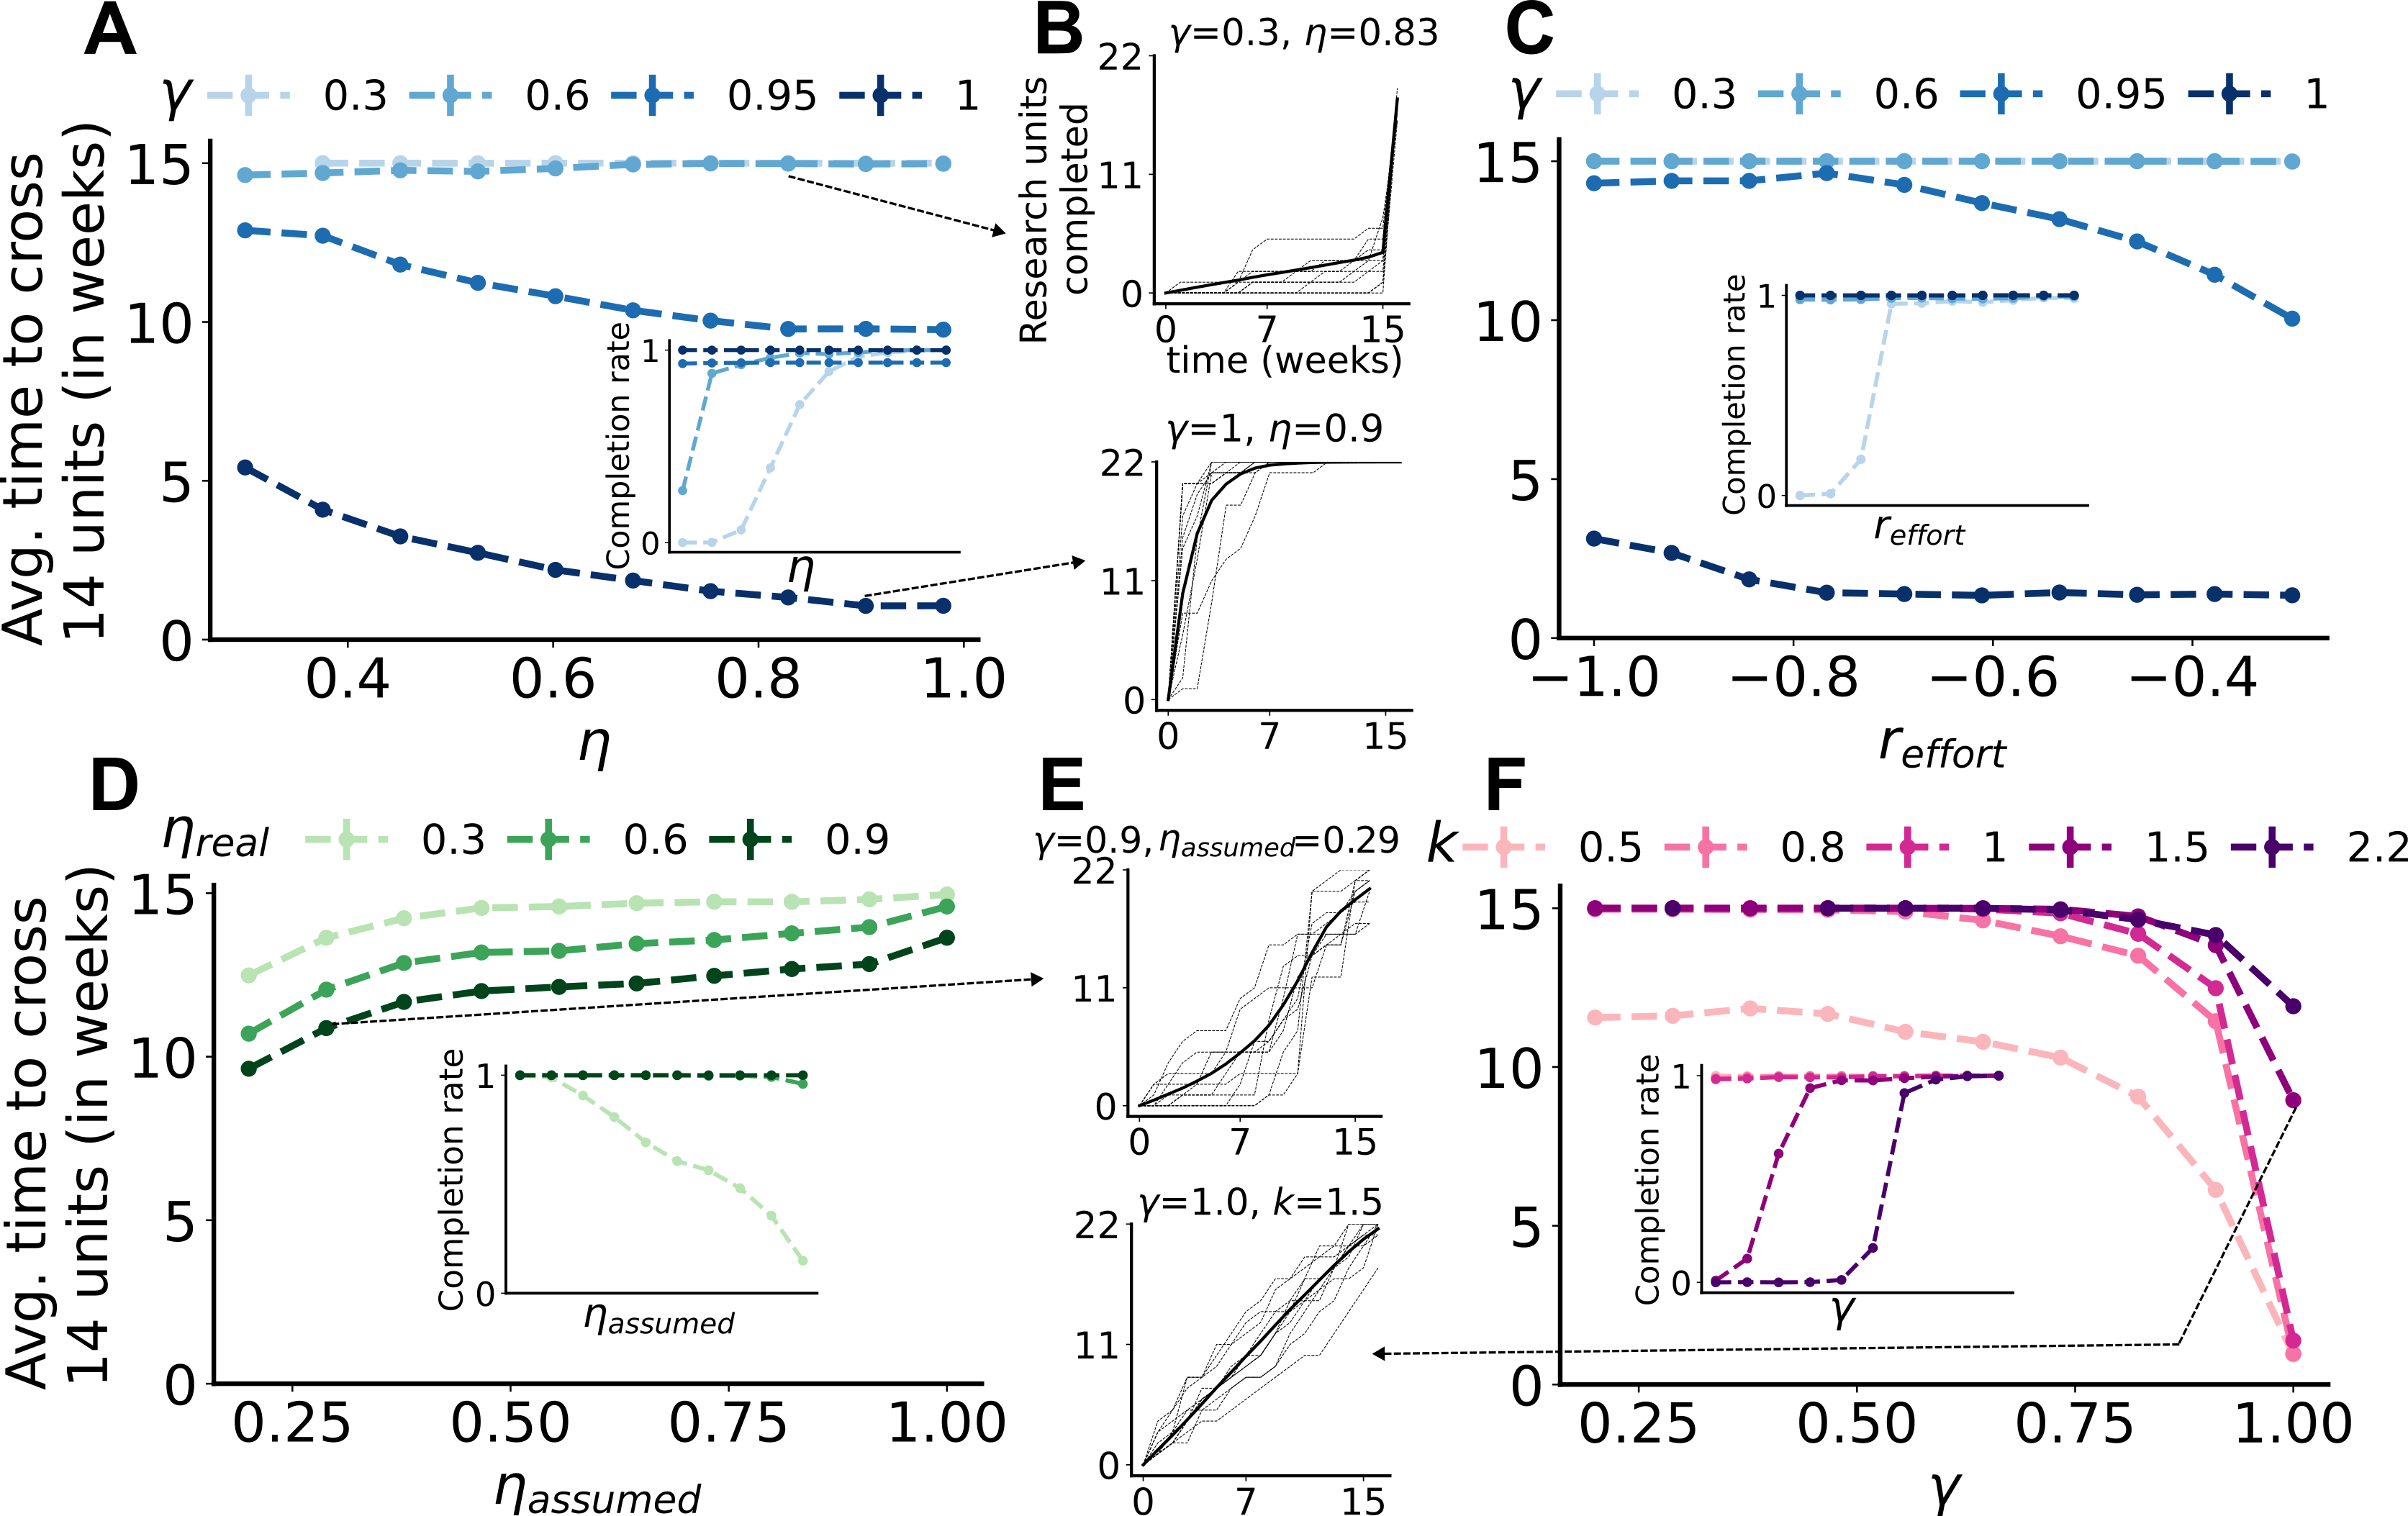 A
γ 0.3 0.6 0.95 1
Avg. time to cross
14 units (in weeks)
15
10
5
0
0.4 0.6 0.8 1.0
η
Completion rate
1
0
η
B
γ=0.3, η=0.83
Research units
completed
22
11
0
0 7 15
time (weeks)
γ=1, η=0.9
22
11
0
0 7 15
C
γ 0.3 0.6 0.95 1
15
10
5
0
−1.0 −0.8 −0.6 −0.4
r_effort
Completion rate
1
0
r_effort
D
η_real 0.3 0.6 0.9
Avg. time to cross
14 units (in weeks)
15
10
5
0
0.25 0.50 0.75 1.00
η_assumed
Completion rate
1
0
η_assumed
E
γ=0.9, η_assumed=0.29
22
11
0
0 7 15
γ=1.0, k=1.5
22
11
0
0 7 15
F
k 0.5 0.8 1 1.5 2.2
15
10
5
0
0.25 0.50 0.75 1.00
γ
Completion rate
1
0
γ